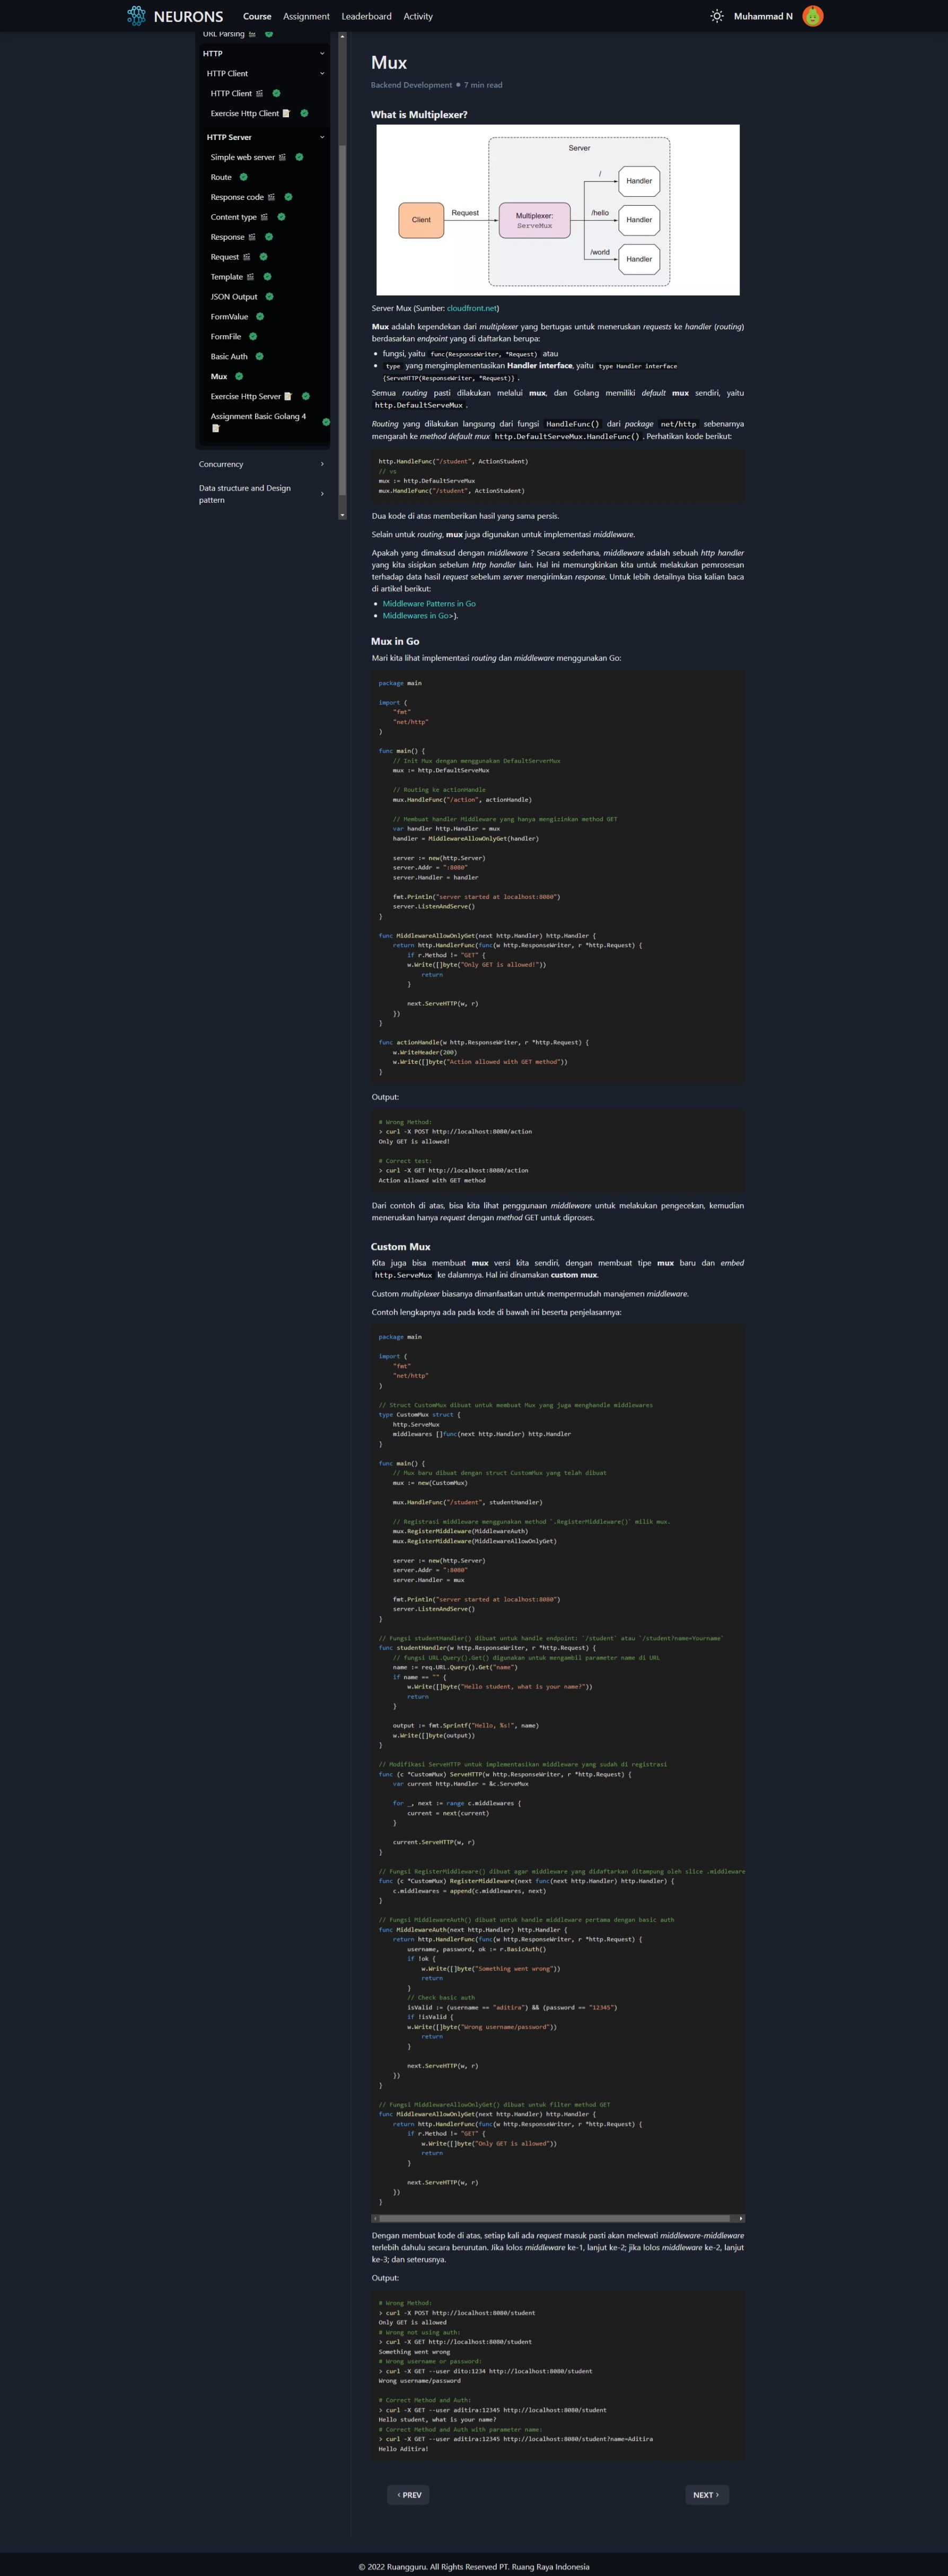 NEURONS
Course Assignment Leaderboard Activity
Muhammad N
URL Parsing
HTTP
HTTP Client
HTTP Client
Exercise Http Client
HTTP Server
Simple web server
Route
Response code
Content type
Response
Request
Template
JSON Output
FormValue
FormFile
Basic Auth
Mux
Exercise Http Server
Assignment Basic Golang 4
Concurrency
Data structure and Design
pattern
Mux
Backend Development • 7 min read
What is Multiplexer?
Server
Client
Request
Multiplexer:
ServeMux
/
Handler
/hello
Handler
/world
Handler
Server Mux (Sumber: cloudfront.net)
Mux adalah kependekan dari multiplexer yang bertugas untuk meneruskan requests ke handler (routing)
berdasarkan endpoint yang di daftarkan berupa:
• fungsi, yaitu func(ResponseWriter, *Request) atau
• type yang mengimplementasikan Handler interface, yaitu type Handler interface
{ServeHTTP(ResponseWriter, *Request)} .
Semua routing pasti dilakukan melalui mux, dan Golang memiliki default mux sendiri, yaitu
http.DefaultServeMux .
Routing yang dilakukan langsung dari fungsi HandleFunc() dari package net/http sebenarnya
mengarah ke method default mux http.DefaultServeMux.HandleFunc() . Perhatikan kode berikut:
http.HandleFunc("/student", ActionStudent)
// vs
mux := http.DefaultServeMux
mux.HandleFunc("/student", ActionStudent)
Dua kode di atas memberikan hasil yang sama persis.
Selain untuk routing, mux juga digunakan untuk implementasi middleware.
Apakah yang dimaksud dengan middleware ? Secara sederhana, middleware adalah sebuah http handler
yang kita sisipkan sebelum http handler lain. Hal ini memungkinkan kita untuk melakukan pemrosesan
terhadap data hasil request sebelum server mengirimkan response. Untuk lebih detailnya bisa kalian baca
di artikel berikut:
• Middleware Patterns in Go
• Middlewares in Go>).
Mux in Go
Mari kita lihat implementasi routing dan middleware menggunakan Go:
package main
import (
"fmt"
"net/http"
)
func main() {
// Init Mux dengan menggunakan DefaultServerMux
mux := http.DefaultServeMux
// Routing ke actionHandle
mux.HandleFunc("/action", actionHandle)
// Membuat handler Middleware yang hanya mengizinkan method GET
var handler http.Handler = mux
handler = MiddlewareAllowOnlyGet(handler)
server := new(http.Server)
server.Addr = ":8080"
server.Handler = handler
fmt.Println("server started at localhost:8080")
server.ListenAndServe()
}
func MiddlewareAllowOnlyGet(next http.Handler) http.Handler {
return http.HandlerFunc(func(w http.ResponseWriter, r *http.Request) {
if r.Method != "GET" {
w.Write([]byte("Only GET is allowed!"))
return
}
next.ServeHTTP(w, r)
})
}
func actionHandle(w http.ResponseWriter, r *http.Request) {
w.WriteHeader(200)
w.Write([]byte("Action allowed with GET method"))
}
Output:
# Wrong Method:
> curl -X POST http://localhost:8080/action
Only GET is allowed!
# Correct test:
> curl -X GET http://localhost:8080/action
Action allowed with GET method
Dari contoh di atas, bisa kita lihat penggunaan middleware untuk melakukan pengecekan, kemudian
meneruskan hanya request dengan method GET untuk diproses.
Custom Mux
Kita juga bisa membuat mux versi kita sendiri, dengan membuat tipe mux baru dan embed
http.ServeMux ke dalamnya. Hal ini dinamakan custom mux.
Custom multiplexer biasanya dimanfaatkan untuk mempermudah manajemen middleware.
Contoh lengkapnya ada pada kode di bawah ini beserta penjelasannya:
package main
import (
"fmt"
"net/http"
)
// Struct CustomMux dibuat untuk membuat Mux yang juga menghandle middlewares
type CustomMux struct {
http.ServeMux
middlewares []func(next http.Handler) http.Handler
}
func main() {
// Mux baru dibuat dengan struct CustomMux yang telah dibuat
mux := new(CustomMux)
mux.HandleFunc("/student", studentHandler)
// Registrasi middleware menggunakan method `.RegisterMiddleware()` milik mux.
mux.RegisterMiddleware(MiddlewareAuth)
mux.RegisterMiddleware(MiddlewareAllowOnlyGet)
server := new(http.Server)
server.Addr = ":8080"
server.Handler = mux
fmt.Println("server started at localhost:8080")
server.ListenAndServe()
}
// Fungsi studentHandler() dibuat untuk handle endpoint: `/student` atau `/student?name=Yourname`
func studentHandler(w http.ResponseWriter, r *http.Request) {
// fungsi URL.Query().Get() digunakan untuk mengambil parameter name di URL
name := req.URL.Query().Get("name")
if name == "" {
w.Write([]byte("Hello student, what is your name?"))
return
}
output := fmt.Sprintf("Hello, %s!", name)
w.Write([]byte(output))
}
// Modifikasi ServeHTTP untuk implementasikan middleware yang sudah di registrasi
func (c *CustomMux) ServeHTTP(w http.ResponseWriter, r *http.Request) {
var current http.Handler = &c.ServeMux
for _, next := range c.middlewares {
current = next(current)
}
current.ServeHTTP(w, r)
}
// Fungsi RegisterMiddleware() dibuat agar middleware yang didaftarkan ditampung oleh slice .middleware
func (c *CustomMux) RegisterMiddleware(next func(next http.Handler) http.Handler) {
c.middlewares = append(c.middlewares, next)
}
// Fungsi MiddlewareAuth() dibuat untuk handle middleware pertama dengan basic auth
func MiddlewareAuth(next http.Handler) http.Handler {
return http.HandlerFunc(func(w http.ResponseWriter, r *http.Request) {
username, password, ok := r.BasicAuth()
if !ok {
w.Write([]byte("Something went wrong"))
return
}
// Check basic auth
isValid := (username == "aditira") && (password == "12345")
if !isValid {
w.Write([]byte("Wrong username/password"))
return
}
next.ServeHTTP(w, r)
})
}
// Fungsi MiddlewareAllowOnlyGet() dibuat untuk filter method GET
func MiddlewareAllowOnlyGet(next http.Handler) http.Handler {
return http.HandlerFunc(func(w http.ResponseWriter, r *http.Request) {
if r.Method != "GET" {
w.Write([]byte("Only GET is allowed"))
return
}
next.ServeHTTP(w, r)
})
}
Dengan membuat kode di atas, setiap kali ada request masuk pasti akan melewati middleware-middleware
terlebih dahulu secara berurutan. Jika lolos middleware ke-1, lanjut ke-2; jika lolos middleware ke-2, lanjut
ke-3; dan seterusnya.
Output:
# Wrong Method:
> curl -X POST http://localhost:8080/student
Only GET is allowed
# Wrong not using auth:
> curl -X GET http://localhost:8080/student
Something went wrong
# Wrong username or password:
> curl -X GET --user dito:1234 http://localhost:8080/student
Wrong username/password
# Correct Method and Auth:
> curl -X GET --user aditira:12345 http://localhost:8080/student
Hello student, what is your name?
# Correct Method and Auth with parameter name:
> curl -X GET --user aditira:12345 http://localhost:8080/student?name=Aditira
Hello Aditira!
‹ PREV
NEXT ›
© 2022 Ruangguru. All Rights Reserved PT. Ruang Raya Indonesia